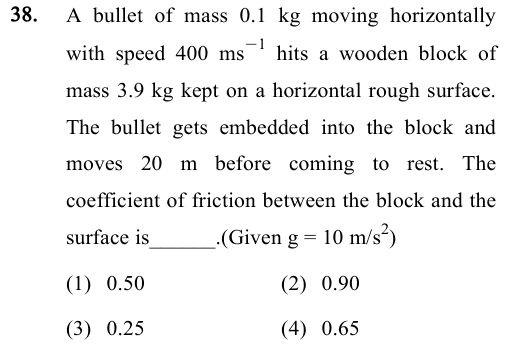 38. A bullet of mass 0.1 kg moving horizontally
with speed 400 ms⁻¹ hits a wooden block of
mass 3.9 kg kept on a horizontal rough surface.
The bullet gets embedded into the block and
moves 20 m before coming to rest. The
coefficient of friction between the block and the
surface is______.(Given g = 10 m/s²)
(1) 0.50 (2) 0.90
(3) 0.25 (4) 0.65